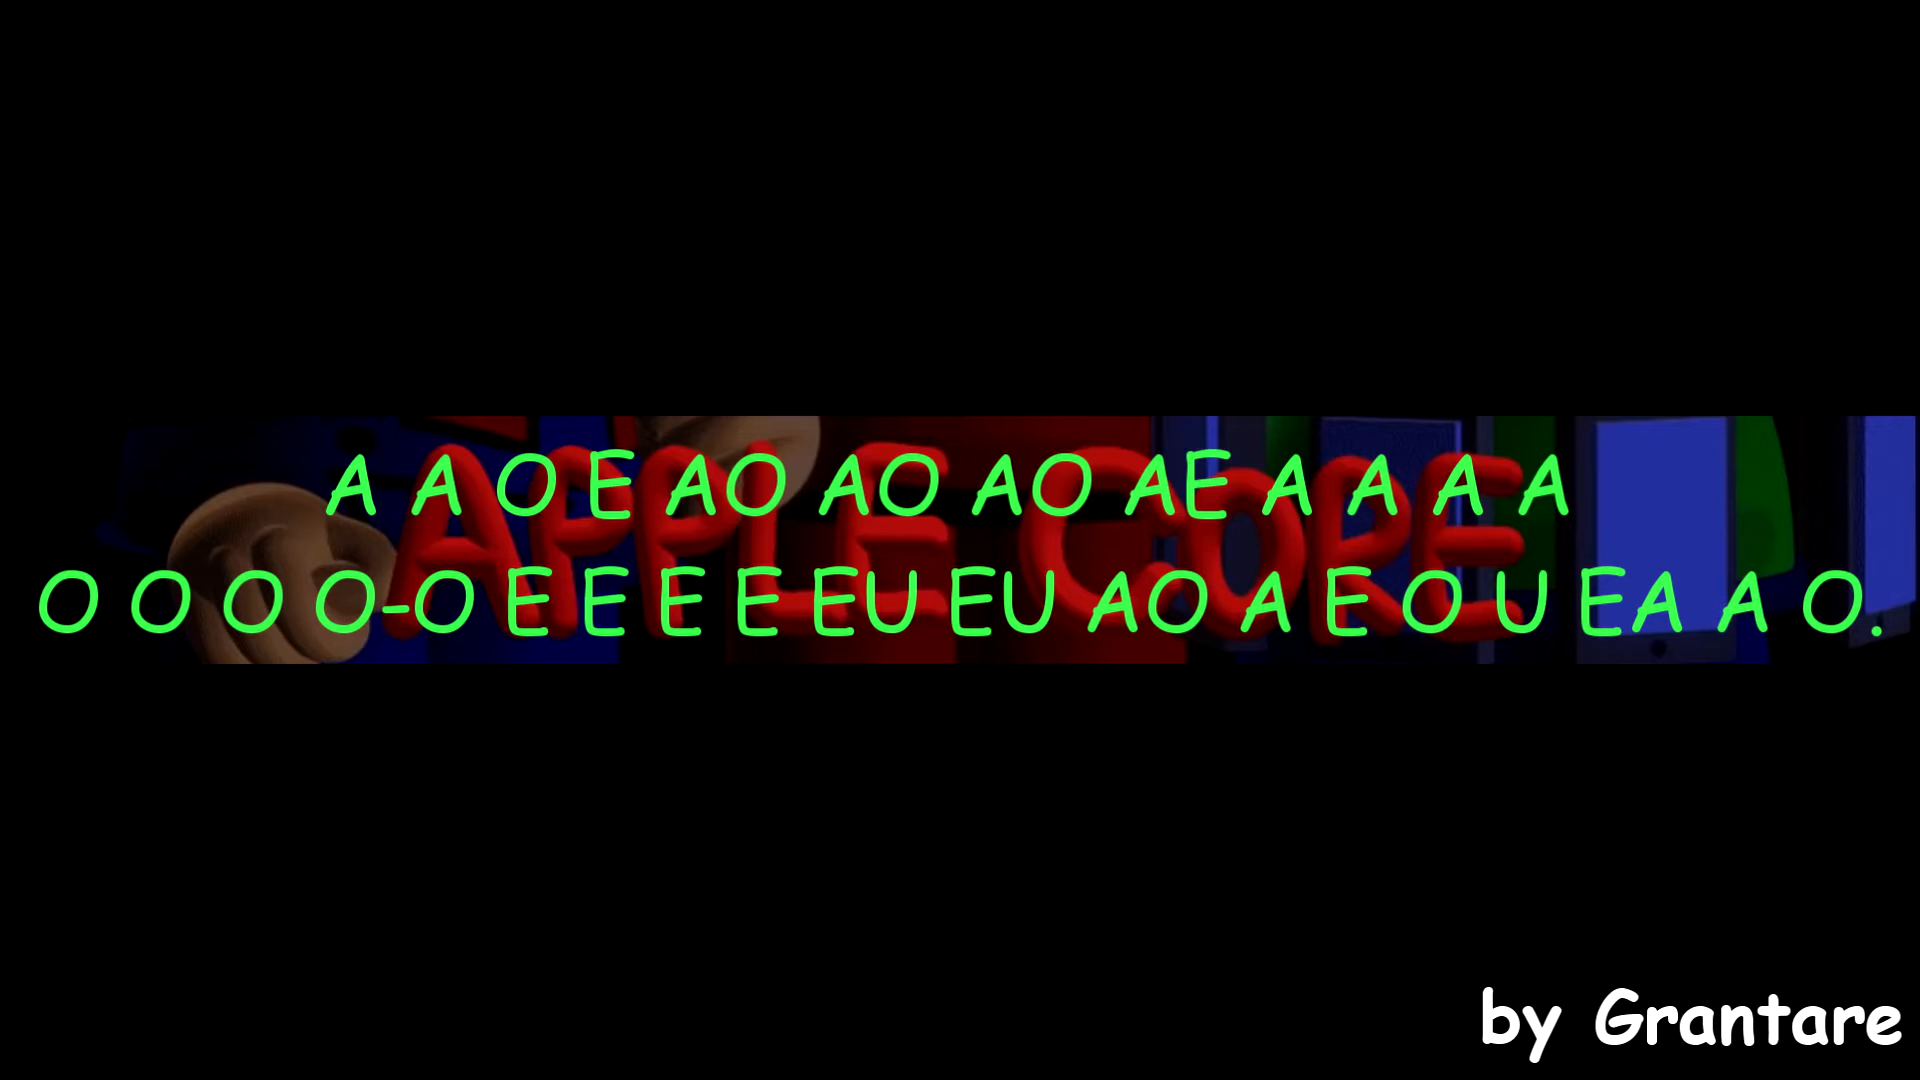 APPLE CORE
A A O E AO AO AO AE A A A A
O O O O-O E E E E EU EU AO A E O U EA A O.
by Grantare